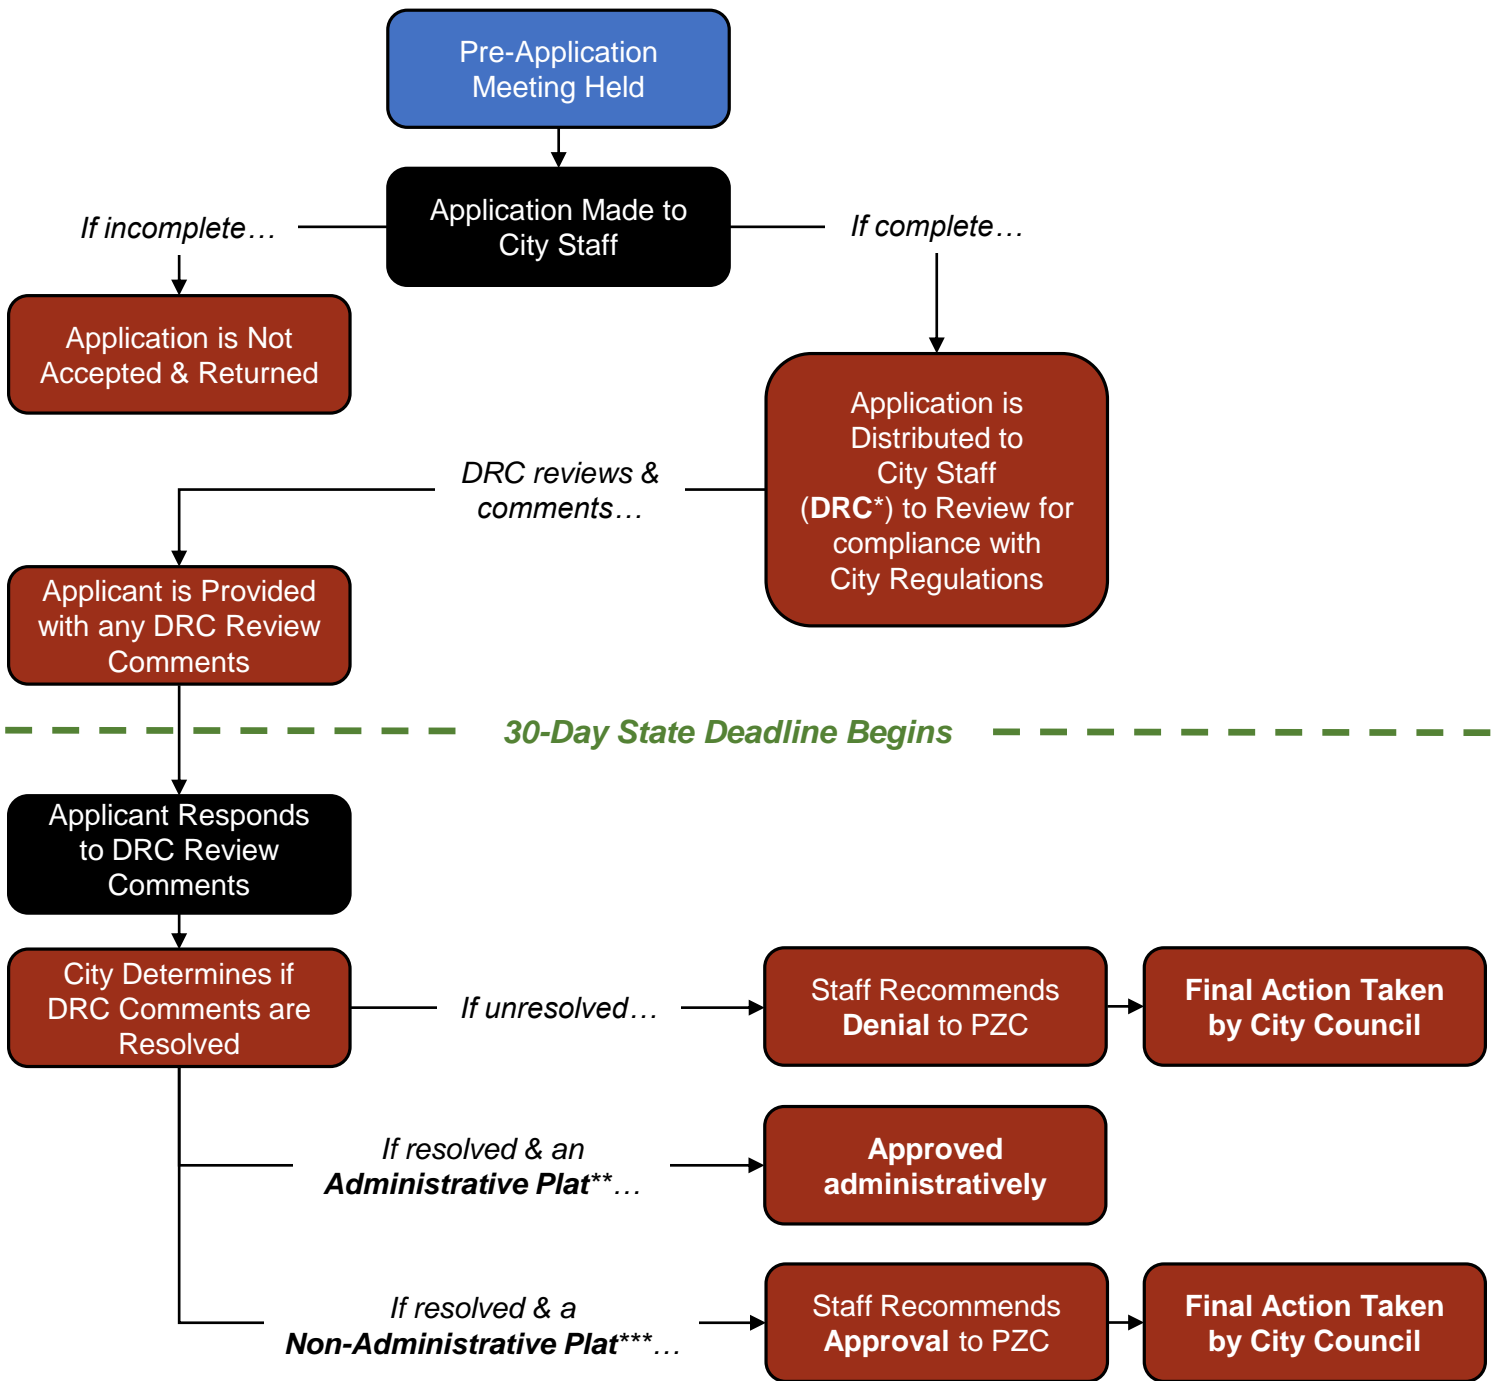 Pre-Application
Meeting Held
Application Made to
City Staff
If incomplete…
If complete…
Application is Not
Accepted & Returned
Application is
Distributed to
City Staff
(DRC*) to Review for
compliance with
City Regulations
DRC reviews &
comments…
Applicant is Provided
with any DRC Review
Comments
30-Day State Deadline Begins
Applicant Responds
to DRC Review
Comments
City Determines if
DRC Comments are
Resolved
If unresolved…
Staff Recommends
Denial to PZC
Final Action Taken
by City Council
If resolved & an
Administrative Plat**…
Approved
administratively
If resolved & a
Non-Administrative Plat***…
Staff Recommends
Approval to PZC
Final Action Taken
by City Council